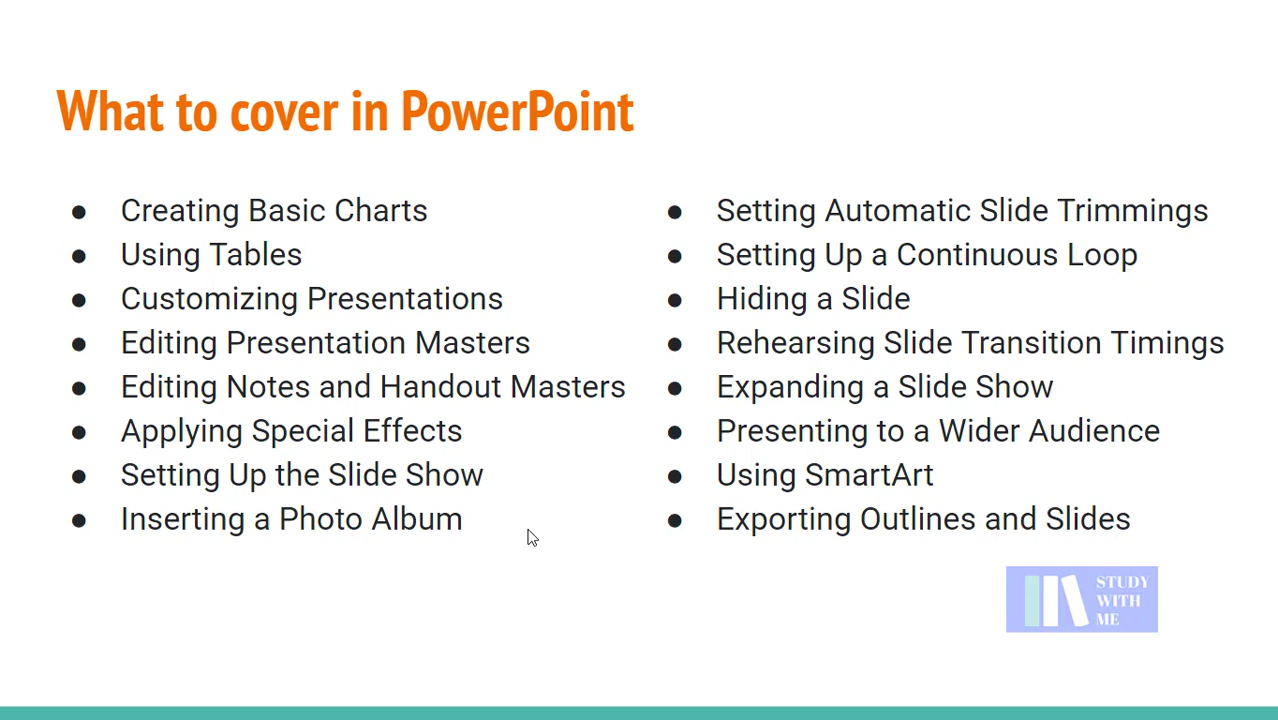 What to cover in PowerPoint
● Creating Basic Charts
● Using Tables
● Customizing Presentations
● Editing Presentation Masters
● Editing Notes and Handout Masters
● Applying Special Effects
● Setting Up the Slide Show
● Inserting a Photo Album
● Setting Automatic Slide Trimmings
● Setting Up a Continuous Loop
● Hiding a Slide
● Rehearsing Slide Transition Timings
● Expanding a Slide Show
● Presenting to a Wider Audience
● Using SmartArt
● Exporting Outlines and Slides
STUDY
WITH
ME